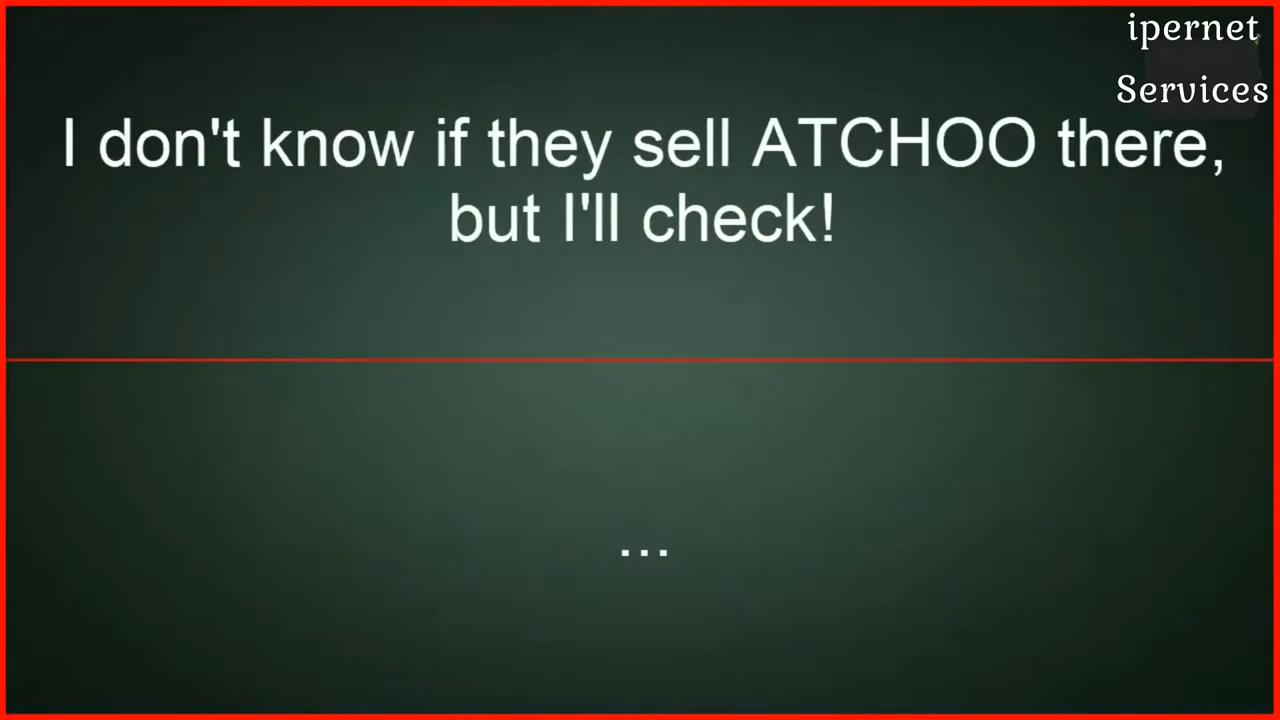 ipernet
Services
I don't know if they sell ATCHOO there,
but I'll check!
...